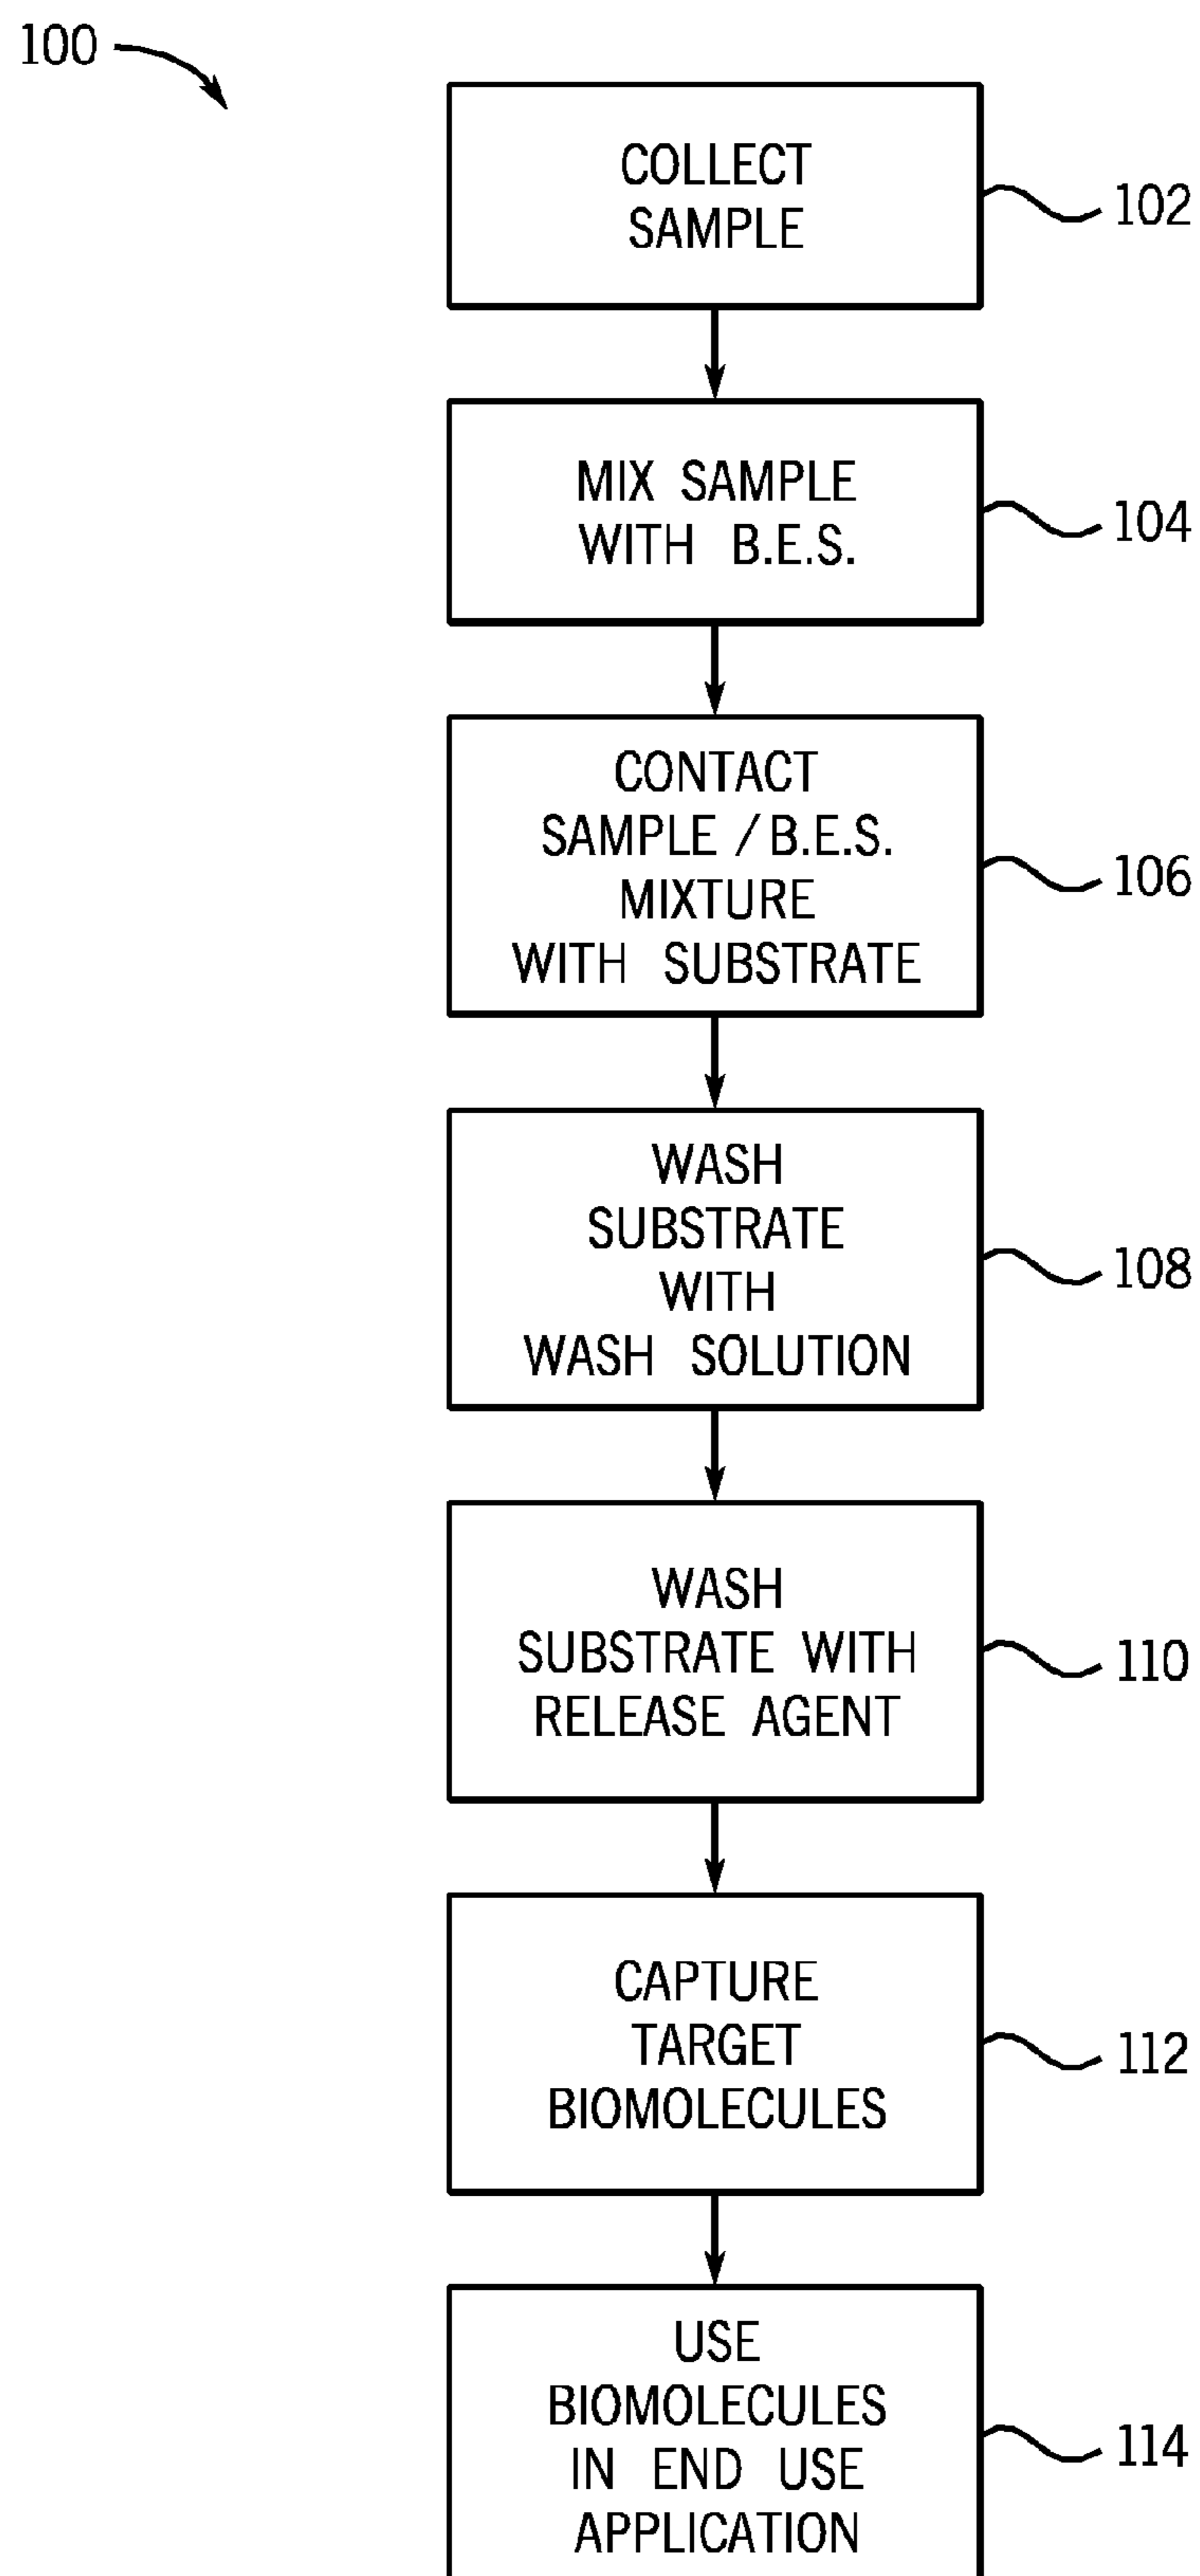 100
COLLECT
SAMPLE
102
MIX SAMPLE
WITH B.E.S.
104
CONTACT
SAMPLE / B.E.S.
MIXTURE
WITH SUBSTRATE
106
WASH
SUBSTRATE
WITH
WASH SOLUTION
108
WASH
SUBSTRATE WITH
RELEASE AGENT
110
CAPTURE
TARGET
BIOMOLECULES
112
USE
BIOMOLECULES
IN END USE
APPLICATION
114